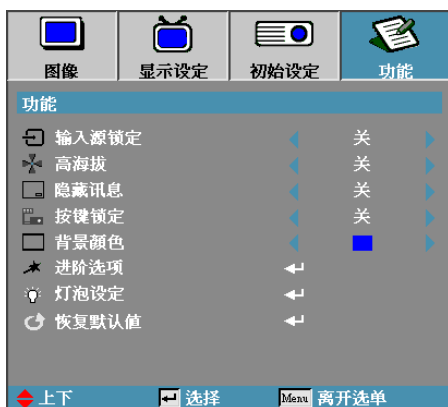 图像 显示设定 初始设定 功能
功能
输入源锁定 关
高海拔 关
隐藏讯息 关
按键锁定 关
背景颜色
进阶选项
灯泡设定
恢复默认值
上下 选择 Menu 离开选单